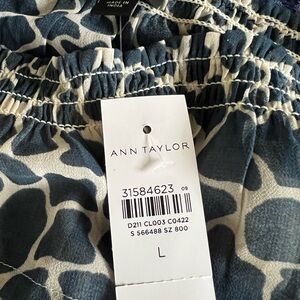 MADE IN
INDIA
ANN TAYLOR
31584623 09
D211 CL003 C0422
S 566488 SZ 800
L